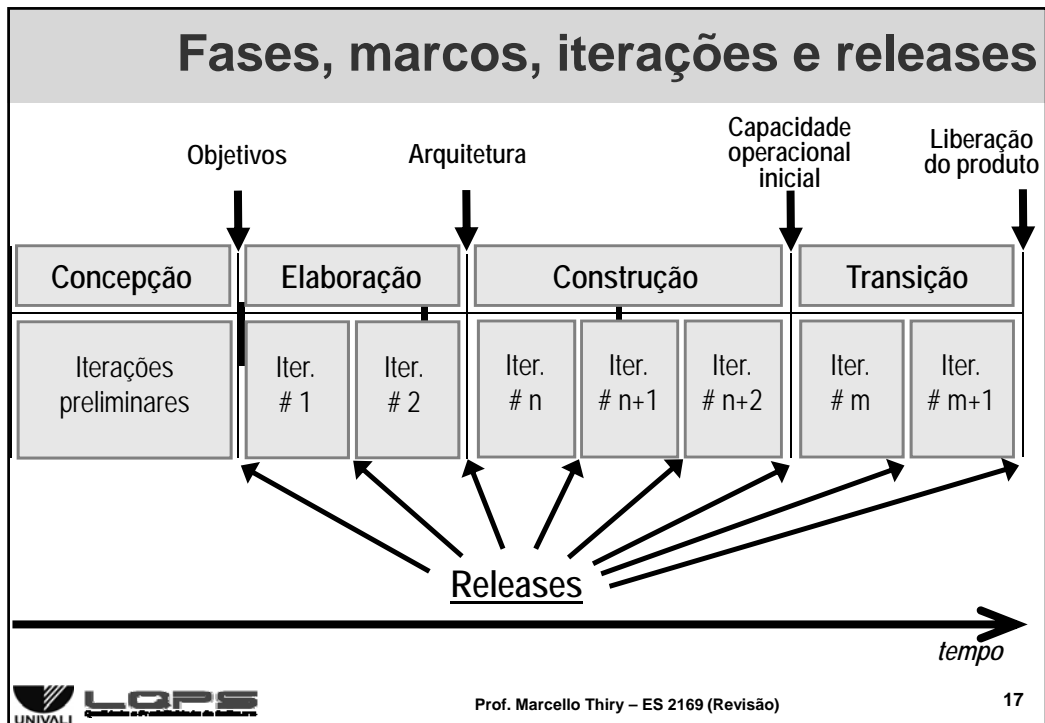 Fases, marcos, iterações e releases
Objetivos
Arquitetura
Capacidade
operacional
inicial
Liberação
do produto
Concepção
Elaboração
Construção
Transição
Iterações
preliminares
Iter.
# 1
Iter.
# 2
Iter.
# n
Iter.
# n+1
Iter.
# n+2
Iter.
# m
Iter.
# m+1
Releases
tempo
UNIVALI
LQPS
Prof. Marcello Thiry – ES 2169 (Revisão)
17